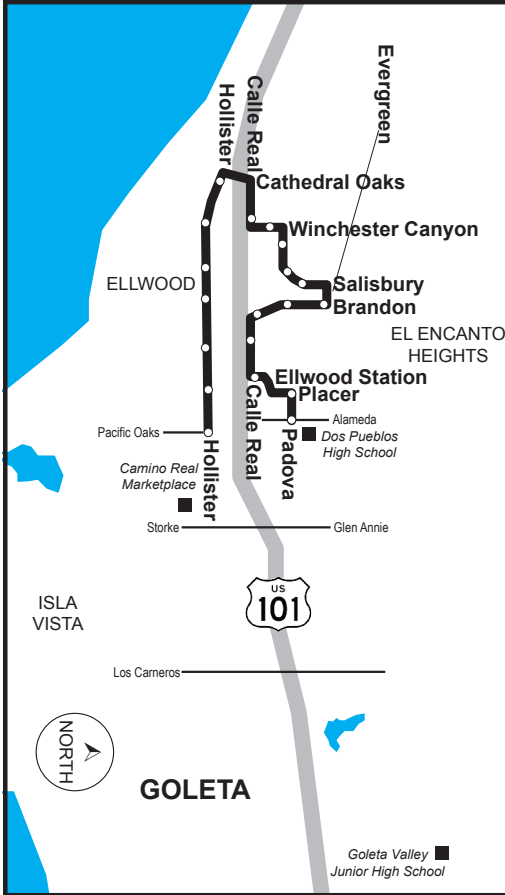 Evergreen
Calle Real
Hollister
Cathedral Oaks
Winchester Canyon
ELLWOOD
Salisbury
Brandon
EL ENCANTO
HEIGHTS
Ellwood Station
Placer
Calle Real
Padova
Alameda
Pacific Oaks
Hollister
Dos Pueblos
High School
Camino Real
Marketplace
Storke
Glen Annie
US
101
ISLA
VISTA
Los Carneros
NORTH
GOLETA
Goleta Valley
Junior High School